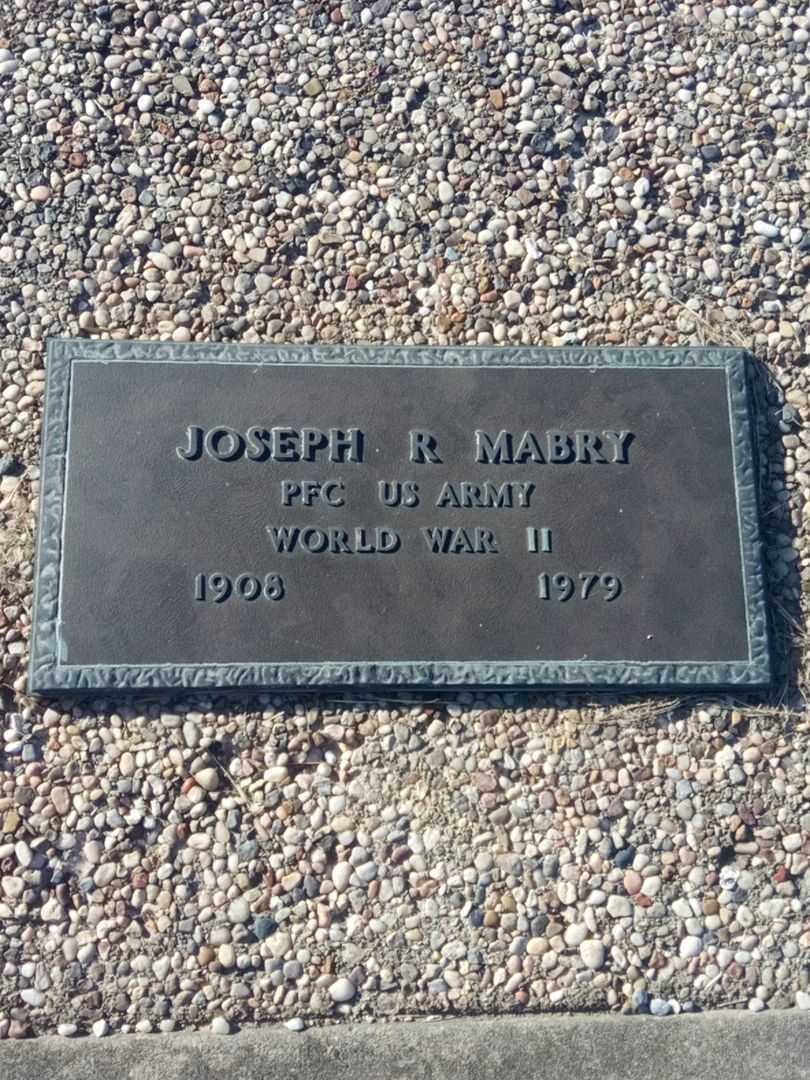 JOSEPH R MABRY
PFC US ARMY
WORLD WAR II
1908 1979